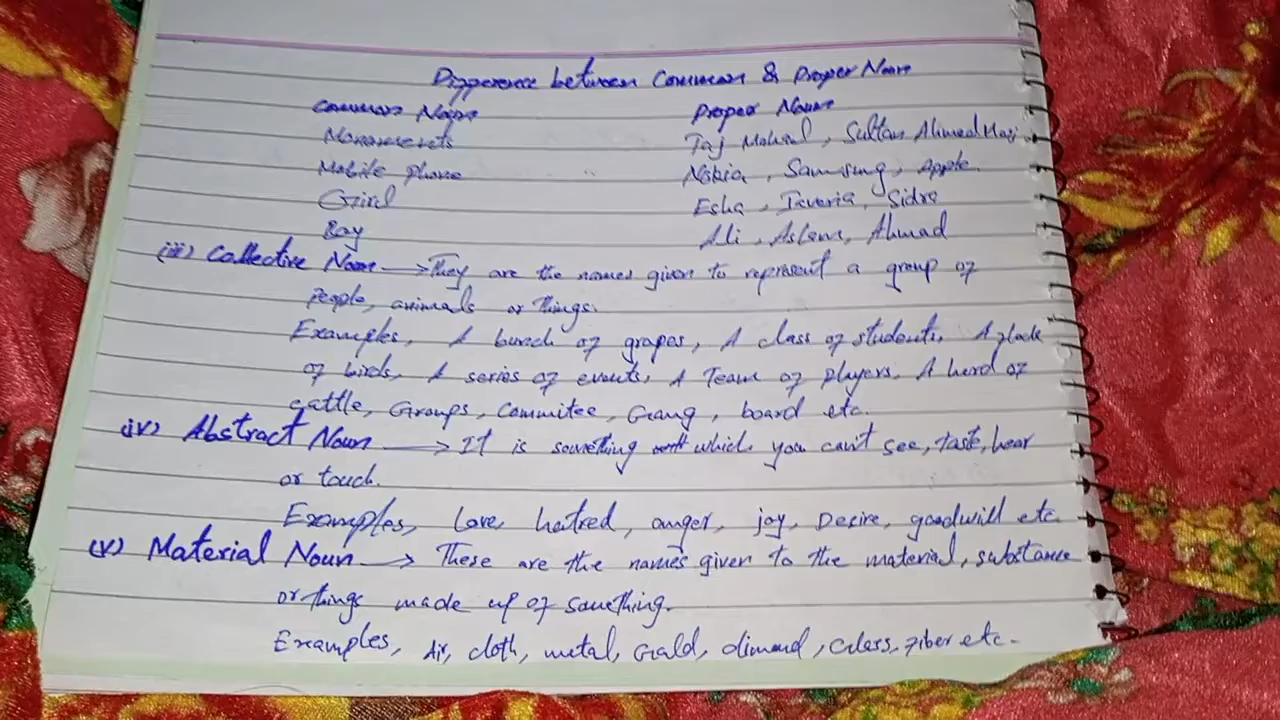 Difference between Common & Proper Noun
Common Noun Proper Noun
Monuments Taj Mahal, Sultan Ahmed Masj
Mobile phone Nokia, Samsung, Apple.
Girl Esha, Javeria, Sidra
Boy Ali, Aslam, Ahmad
(iii) Collective Noun → They are the names given to represent a group of
People, animals or things.
Examples, A bunch of grapes, A class of students, A flock
of birds, A series of events, A Team of players, A herd of
cattle, Groups, Commitee, Gang, board etc.
(iv) Abstract Noun → It is something which you can't see, taste, hear
or touch.
Examples, Love, hatred, anger, joy, Desire, goodwill etc.
(v) Material Noun → These are the names given to the material, substance
or things made up of something.
Examples, Air, cloth, metal, Gold, dimond, Glass, Fiber etc.